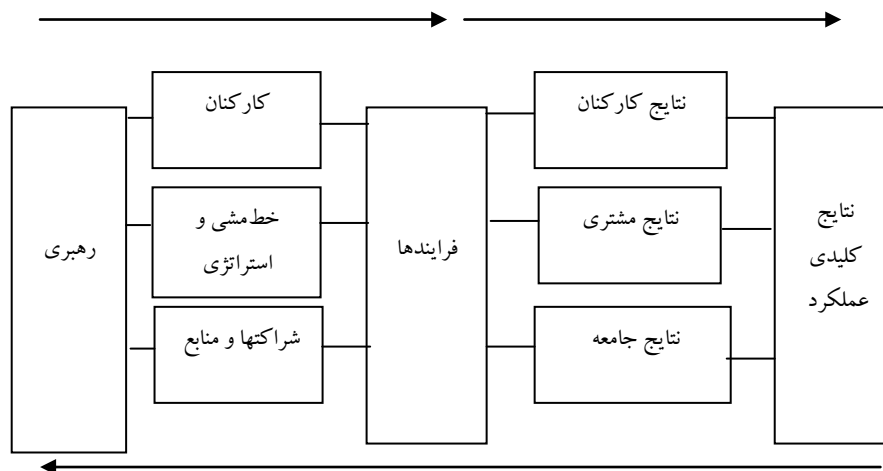 رهبری
کارکنان
خط‌مشی و
استراتژی
شراکتها و منابع
فرایندها
نتایج کارکنان
نتایج مشتری
نتایج جامعه
نتایج
کلیدی
عملکرد